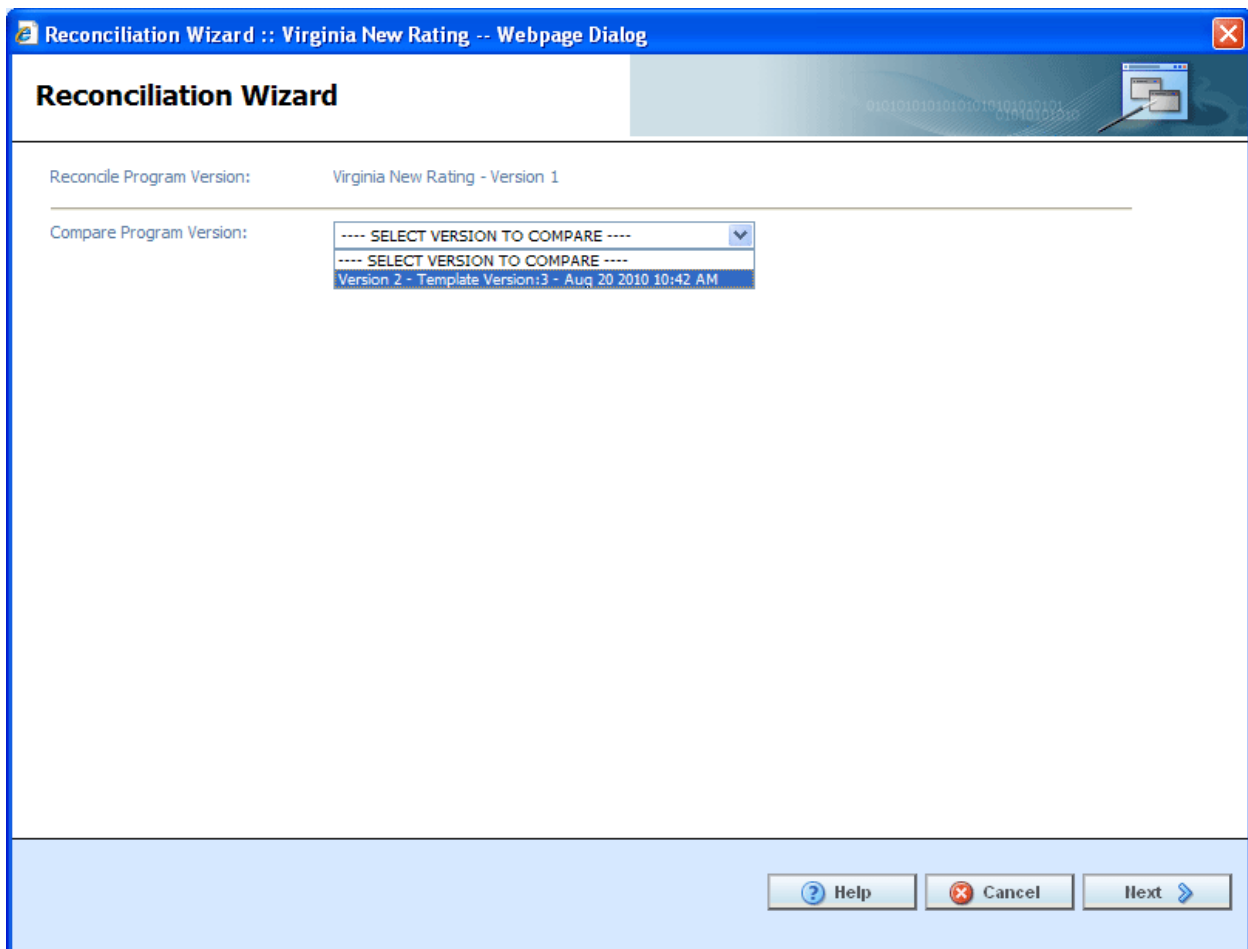 Reconciliation Wizard :: Virginia New Rating -- Webpage Dialog
Reconciliation Wizard
Reconcile Program Version: Virginia New Rating - Version 1
Compare Program Version: ---- SELECT VERSION TO COMPARE ----
---- SELECT VERSION TO COMPARE ----
Version 2 - Template Version:3 - Aug 20 2010 10:42 AM
Help Cancel Next